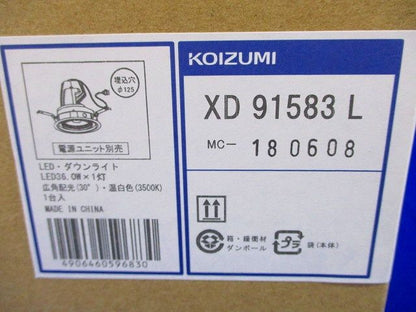 埋込穴
φ125
電源ユニット別売
LED・ダウンライト
LED36.0W×1灯
広角配光(30°)・温白色(3500K)
1台入
MADE IN CHINA
4906460596830
KOIZUMI
XD 91583 L
MC- 180608
箱・緩衝材
ダンボール
プラ
袋(本体)